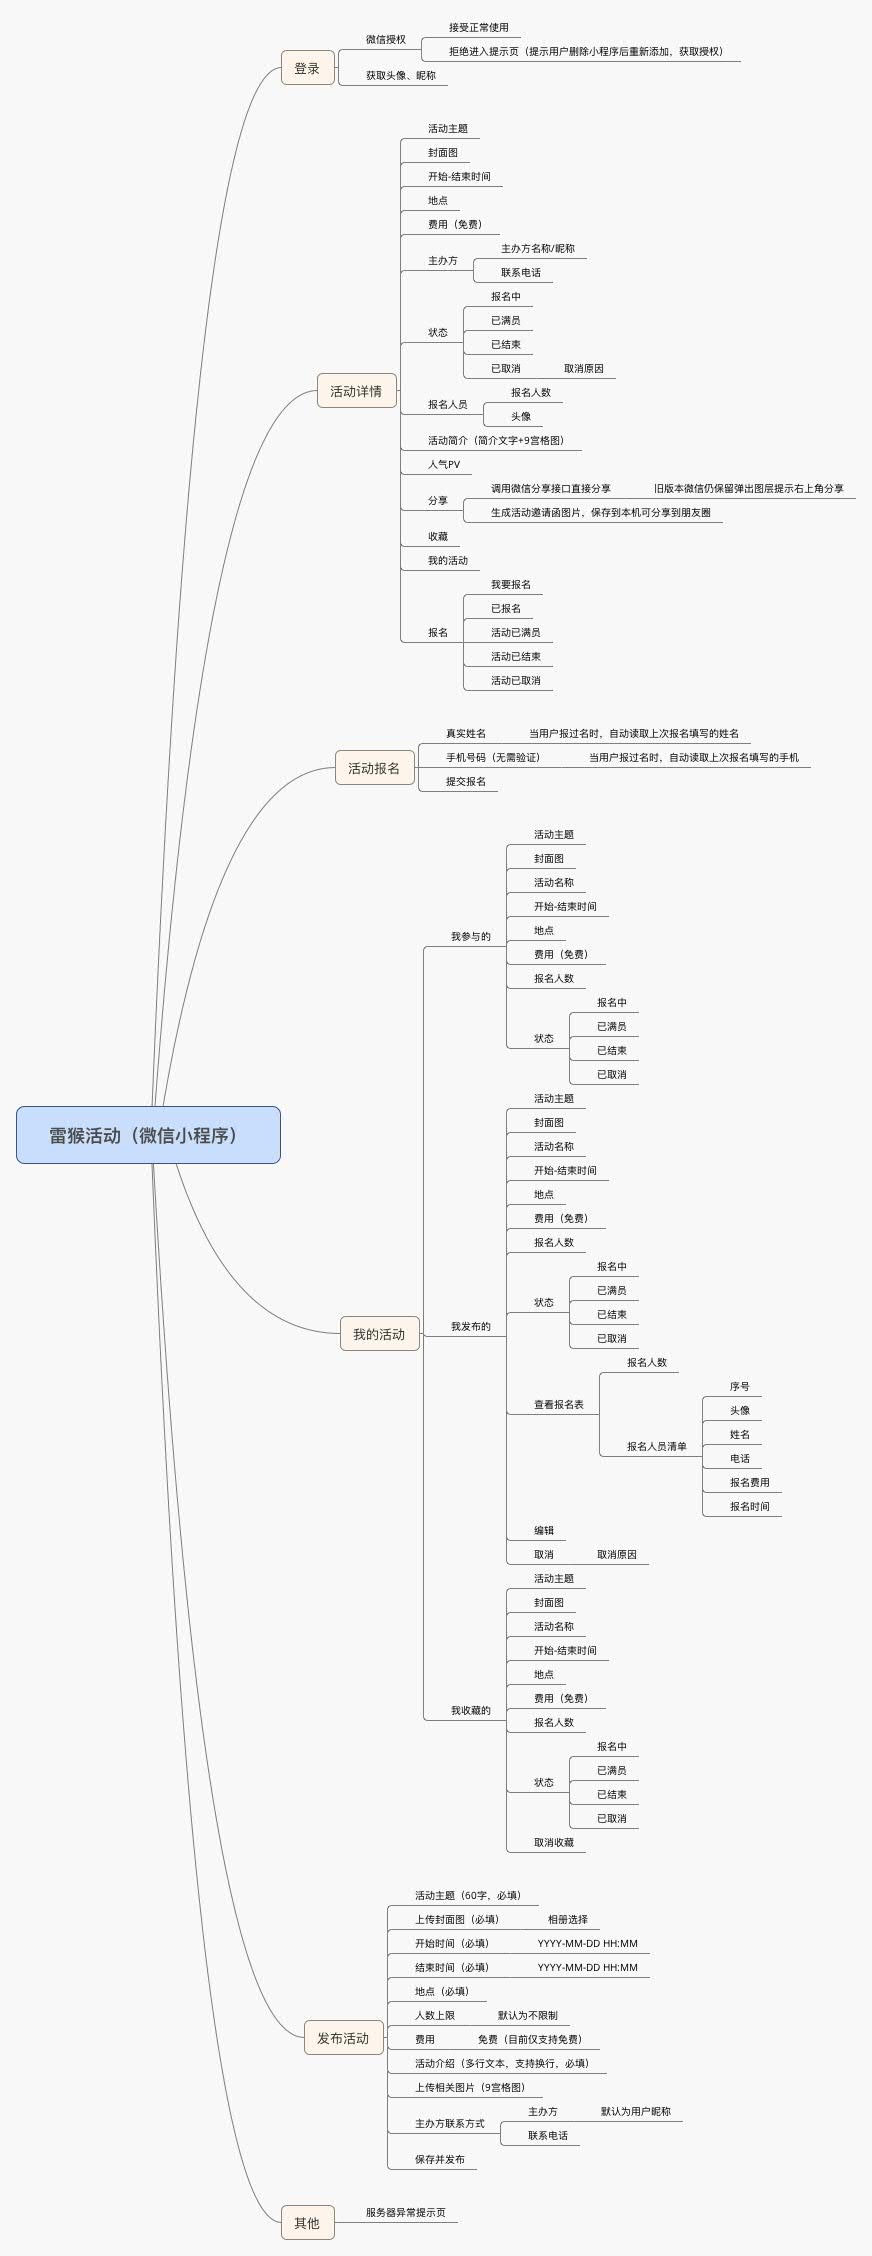 微信授权
接受正常使用
拒绝进入提示页（提示用户删除小程序后重新添加，获取授权）
登录
获取头像、昵称
活动主题
封面图
开始-结束时间
地点
费用（免费）
主办方
主办方名称/昵称
联系电话
状态
报名中
已满员
已结束
已取消
取消原因
活动详情
报名人员
报名人数
头像
活动简介（简介文字+9宫格图）
人气PV
分享
调用微信分享接口直接分享
旧版本微信仍保留弹出图层提示右上角分享
生成活动邀请函图片，保存到本机可分享到朋友圈
收藏
我的活动
报名
我要报名
已报名
活动已满员
活动已结束
活动已取消
活动报名
真实姓名
当用户报过名时，自动读取上次报名填写的姓名
手机号码（无需验证）
当用户报过名时，自动读取上次报名填写的手机
提交报名
我参与的
活动主题
封面图
活动名称
开始-结束时间
地点
费用（免费）
报名人数
状态
报名中
已满员
已结束
已取消
雷猴活动（微信小程序）
我的活动
我发布的
活动主题
封面图
活动名称
开始-结束时间
地点
费用（免费）
报名人数
状态
报名中
已满员
已结束
已取消
查看报名表
报名人数
报名人员清单
序号
头像
姓名
电话
报名费用
报名时间
编辑
取消
取消原因
我收藏的
活动主题
封面图
活动名称
开始-结束时间
地点
费用（免费）
报名人数
状态
报名中
已满员
已结束
已取消
取消收藏
发布活动
活动主题（60字，必填）
上传封面图（必填）
相册选择
开始时间（必填）
YYYY-MM-DD HH:MM
结束时间（必填）
YYYY-MM-DD HH:MM
地点（必填）
人数上限
默认为不限制
费用
免费（目前仅支持免费）
活动介绍（多行文本，支持换行，必填）
上传相关图片（9宫格图）
主办方联系方式
主办方
默认为用户昵称
联系电话
保存并发布
其他
服务器异常提示页